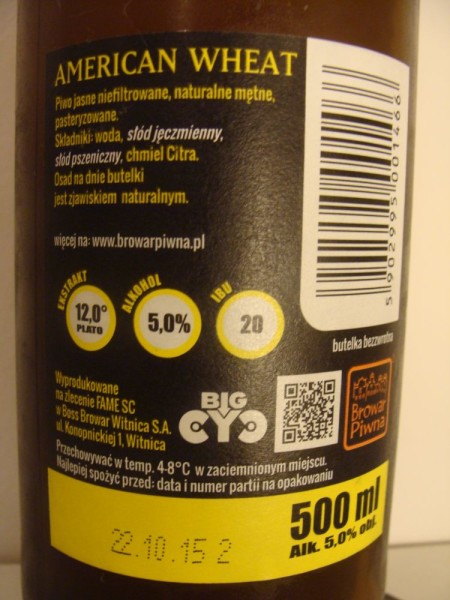 AMERICAN WHEAT
Piwo jasne niefiltrowane, naturalne mętne,
pasteryzowane.
Składniki: woda, słód jęczmienny,
słód pszeniczny, chmiel Citra.
Osad na dnie butelki
jest zjawiskiem naturalnym.
więcej na: www.browarpiwna.pl
5 902995 001466
butelka bezzwrotna
EKSTRAKT
12,0°
PLATO
ALKOHOL
5,0%
IBU
20
Wyprodukowane
na zlecenie FAME SC
w Boss Browar Witnica S.A.
ul. Konopnickiej 1, Witnica
BIG
CYC
Browar
Piwna
Przechowywać w temp. 4-8°C w zaciemnionym miejscu.
Najlepiej spożyć przed: data i numer partii na opakowaniu
22.10.15 2
500 ml
Alk. 5,0% obj.